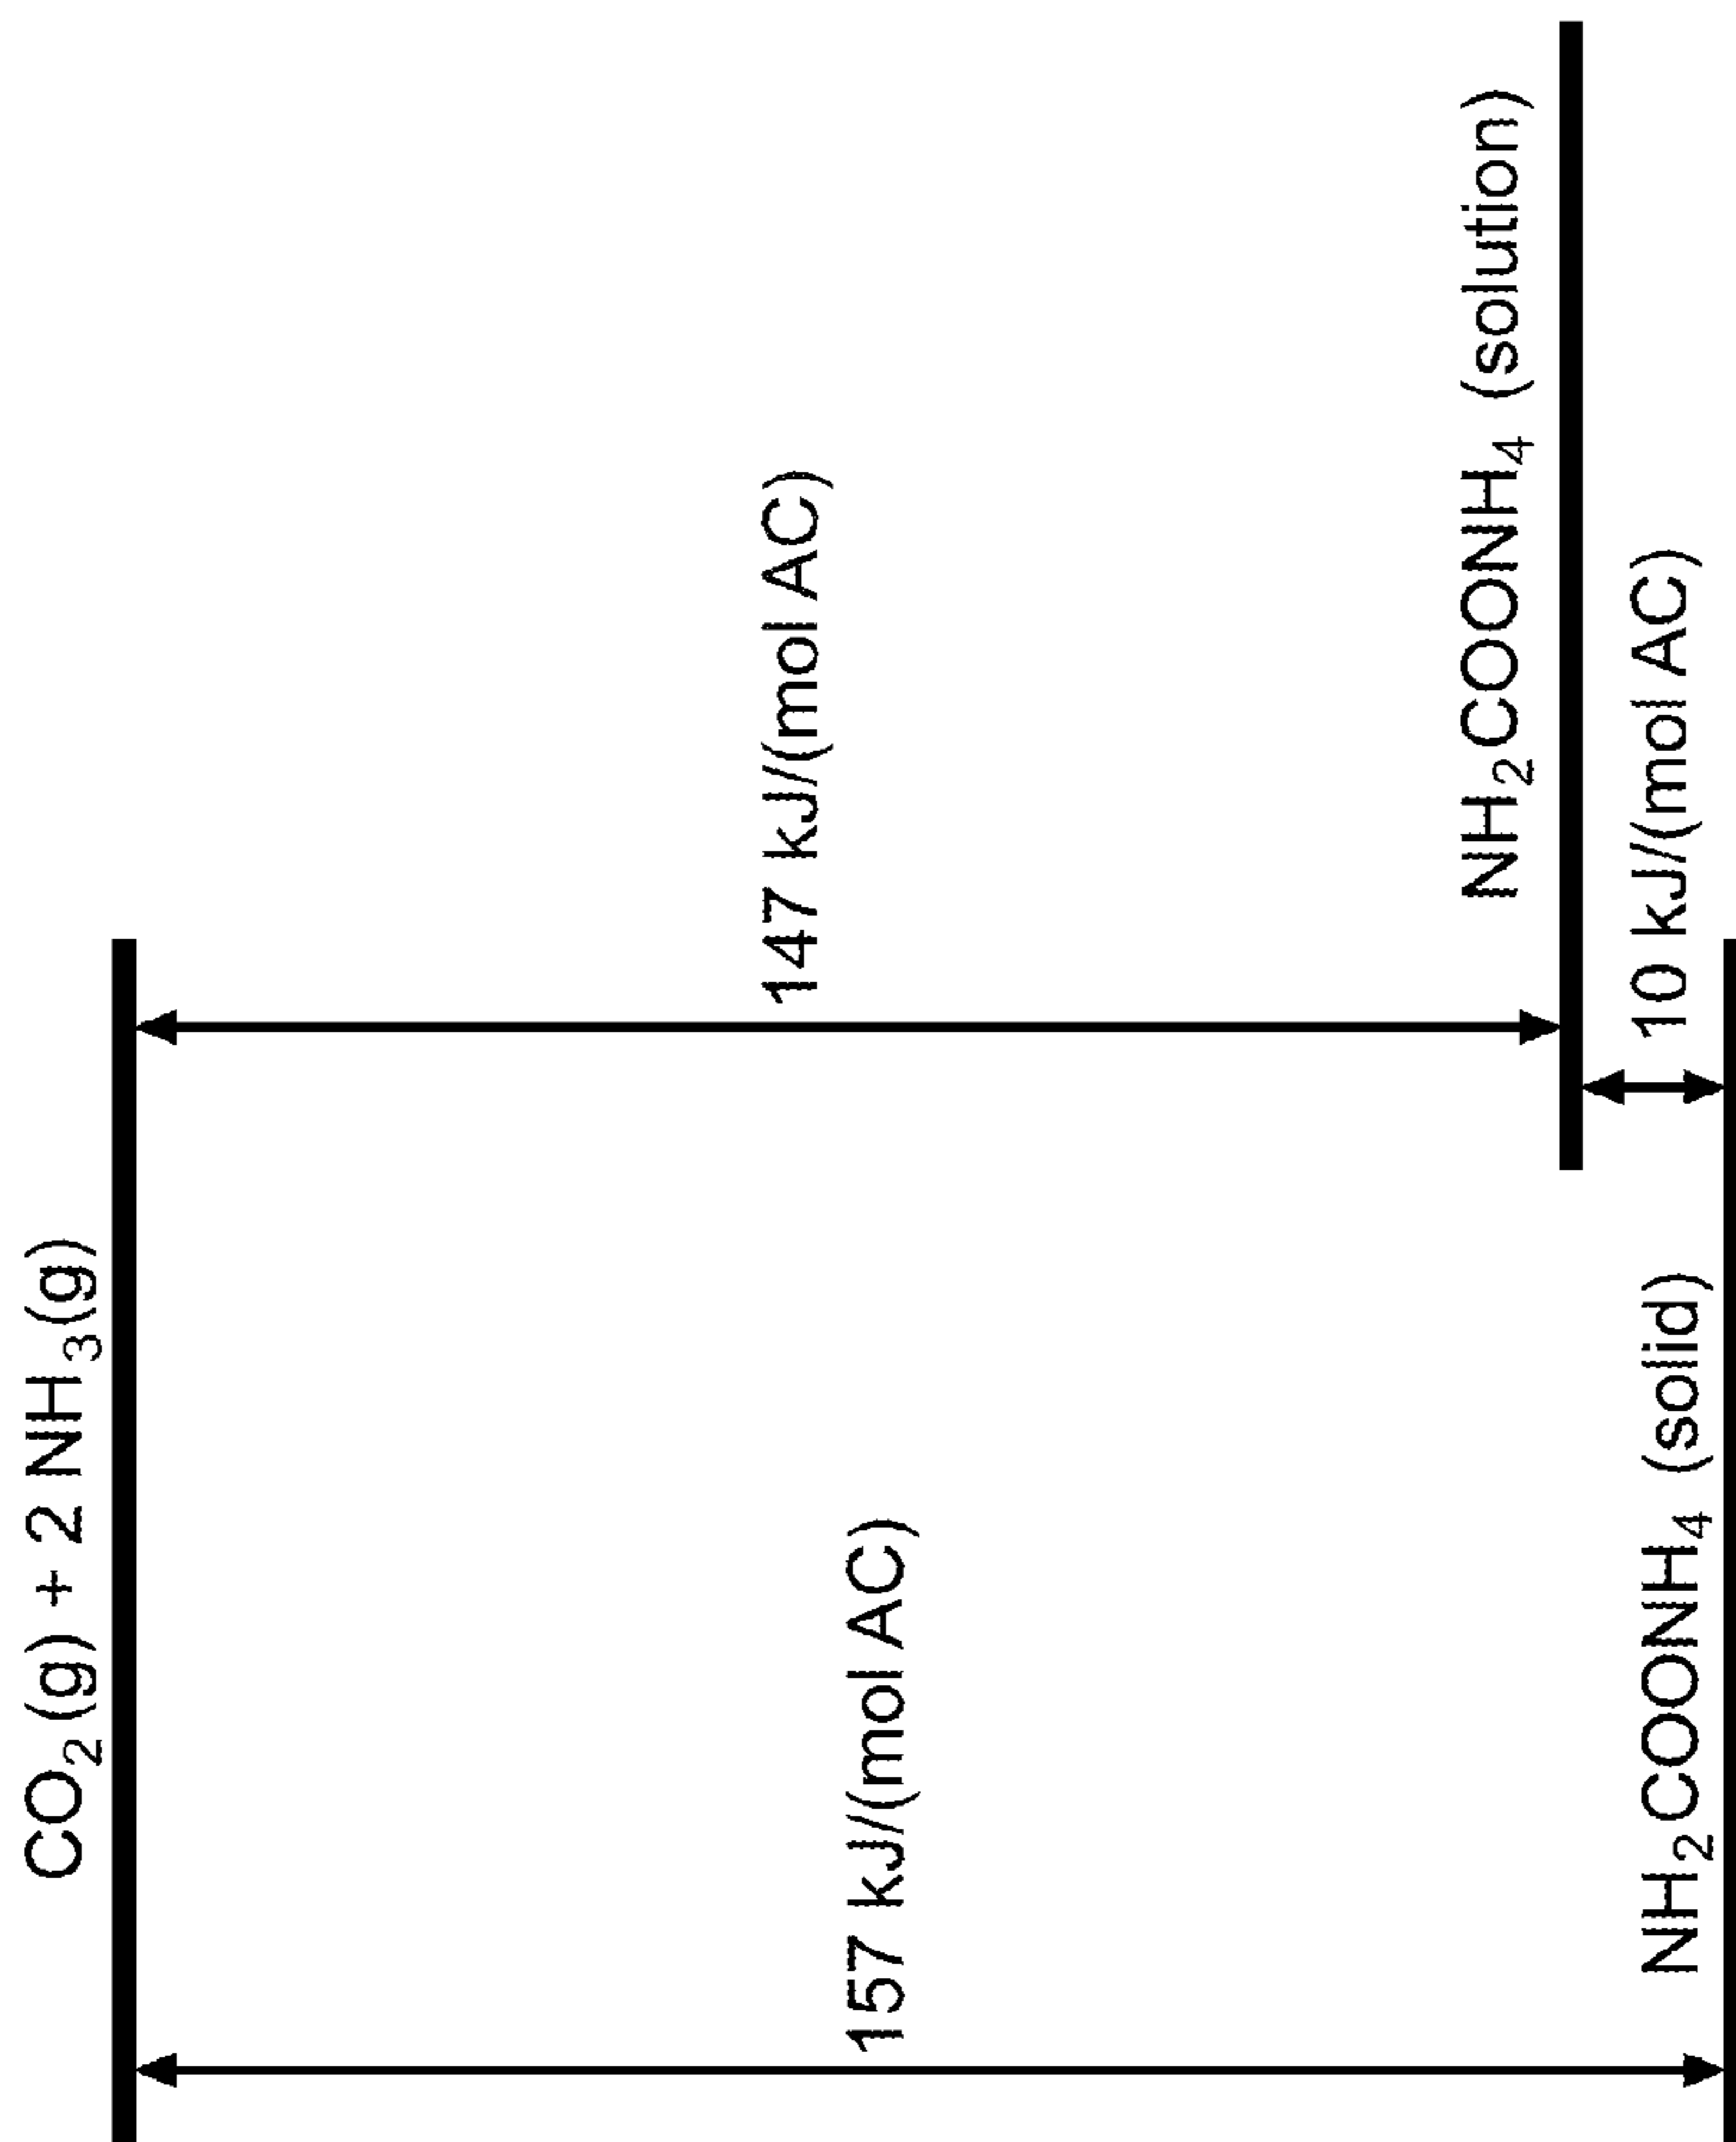 CO₂(g) + 2 NH₃(g)
157 kJ/(mol AC)
147 kJ/(mol AC)
NH₂COONH₄ (solution)
10 kJ/(mol AC)
NH₂COONH₄ (solid)